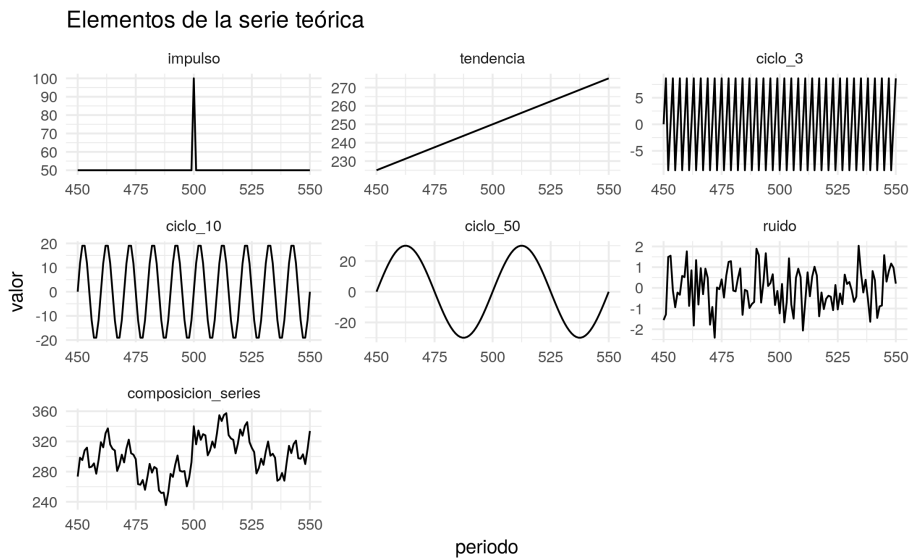 Elementos de la serie teórica
impulso
tendencia
ciclo_3
100
90
80
70
60
50
270
260
250
240
230
5
0
-5
450 475 500 525 550
450 475 500 525 550
450 475 500 525 550
ciclo_10
ciclo_50
ruido
valor
20
10
0
-10
-20
20
0
-20
2
1
0
-1
-2
450 475 500 525 550
450 475 500 525 550
450 475 500 525 550
composicion_series
360
320
280
240
450 475 500 525 550
periodo